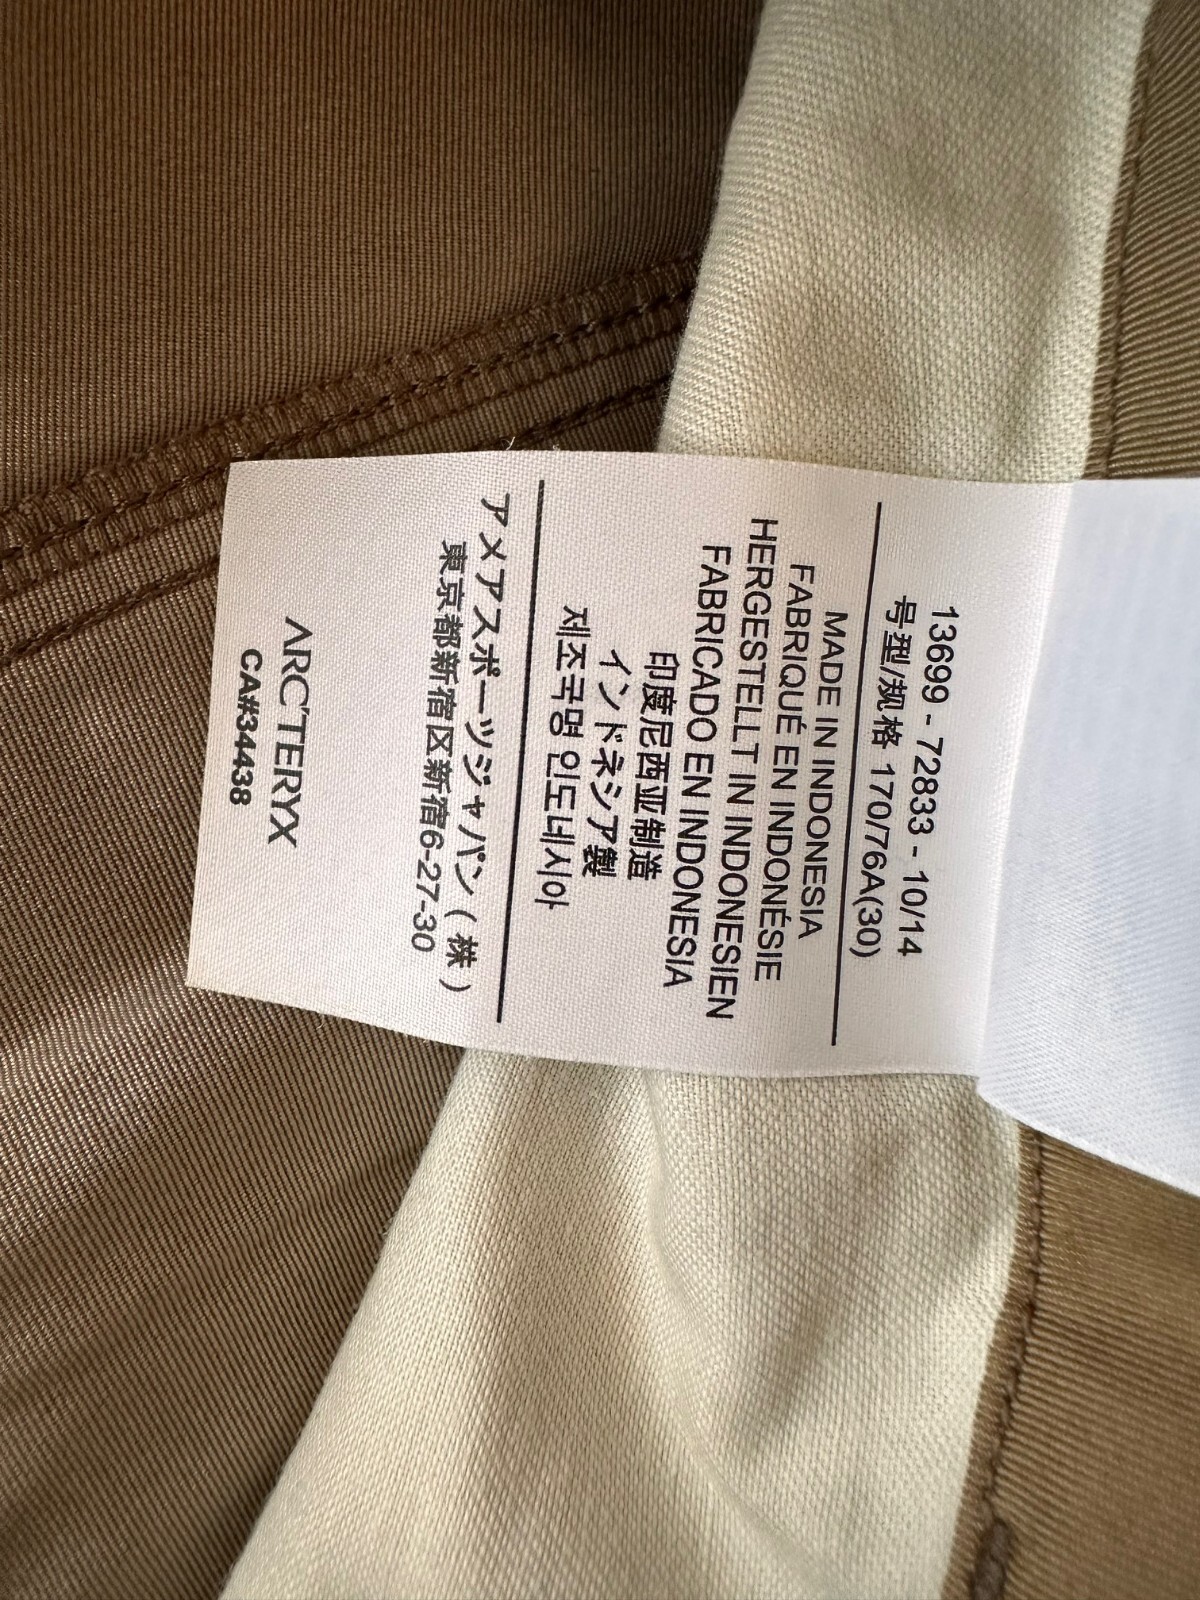 13699 - 72833 - 10/14
号型/规格 170/76A(30)
MADE IN INDONESIA
FABRIQUÉ EN INDONÉSIE
HERGESTELLT IN INDONESIEN
FABRICADO EN INDONESIA
印度尼西亚制造
インドネシア製
제조국명 인도네시아
アメアスポーツジャパン(株)
東京都新宿区新宿6-27-30
ARC'TERYX
CA#34438